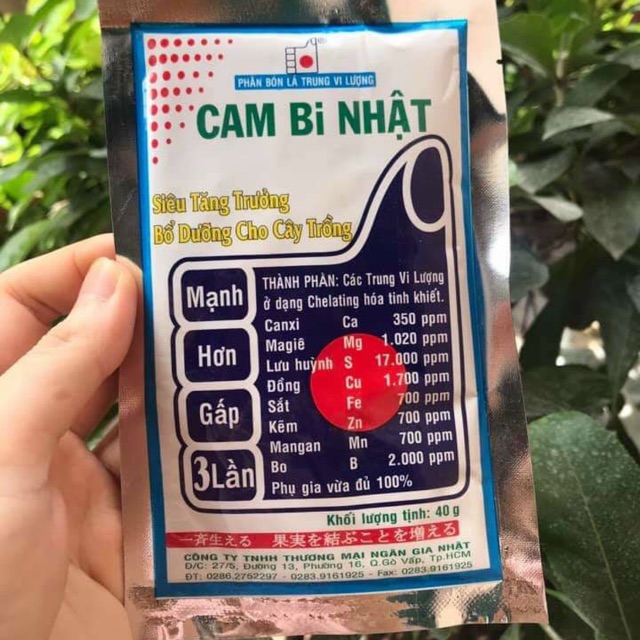 PHÂN BÓN LÁ TRUNG VI LƯỢNG
CAM Bi NHẬT
Siêu Tăng Trưởng
Bổ Dưỡng Cho Cây Trồng
Mạnh
Hơn
Gấp
3 Lần
THÀNH PHẦN: Các Trung Vi Lượng
ở dạng Chelating hóa tinh khiết.
Canxi Ca 350 ppm
Magiê Mg 1.020 ppm
Lưu huỳnh S 17.000 ppm
Đồng Cu 1.700 ppm
Sắt Fe 700 ppm
Kẽm Zn 700 ppm
Mangan Mn 700 ppm
Bo B 2.000 ppm
Phụ gia vừa đủ 100%
Khối lượng tịnh: 40 g
一斉生える 果実を結ぶことを増える
CÔNG TY TNHH THƯƠNG MẠI NGÂN GIA NHẬT
Đ/C: 27/5, Đường 13, Phường 16, Q.Gò Vấp, Tp.HCM
ĐT: 0286.2752297 - 0283.9161925 - Fax: 0283.9161925